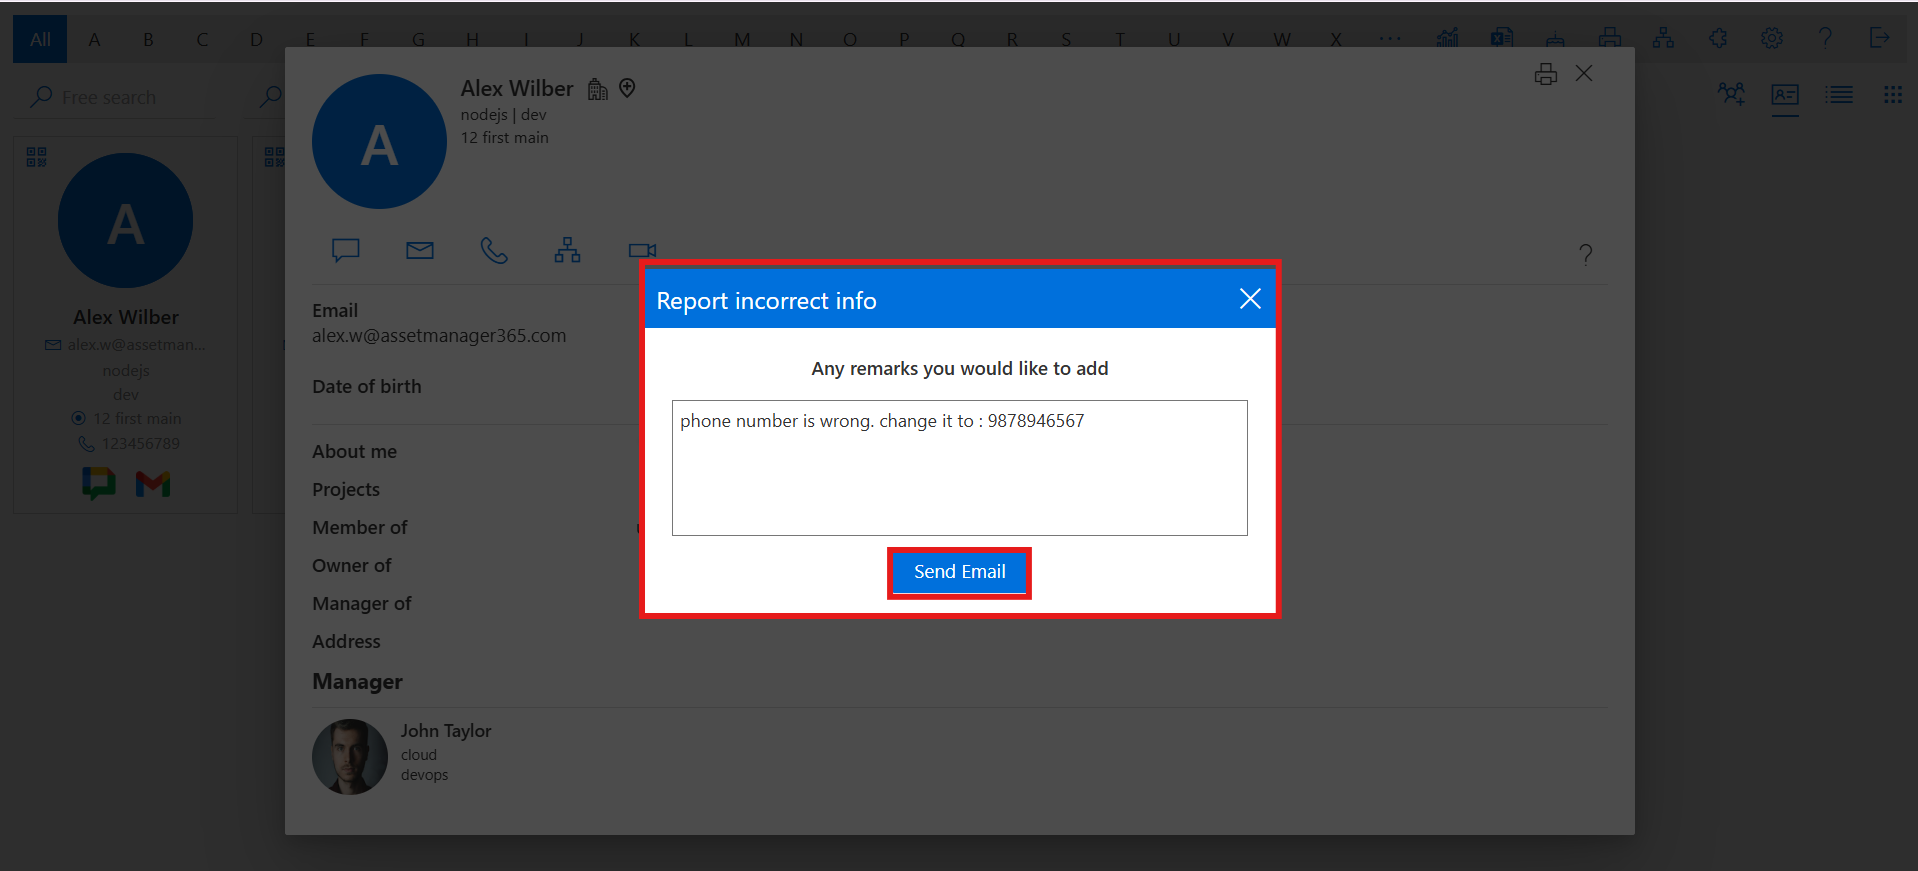 All A B C D E F G H I J K L M N O P Q R S T U V W X ...
Free search
A
Alex Wilber
alex.w@assetman...
nodejs
dev
12 first main
123456789
A
Alex Wilber
nodejs | dev
12 first main
Email
alex.w@assetmanager365.com
Date of birth
About me
Projects
Member of
Owner of
Manager of
Address
Manager
John Taylor
cloud
devops
Report incorrect info
Any remarks you would like to add
phone number is wrong. change it to : 9878946567
Send Email